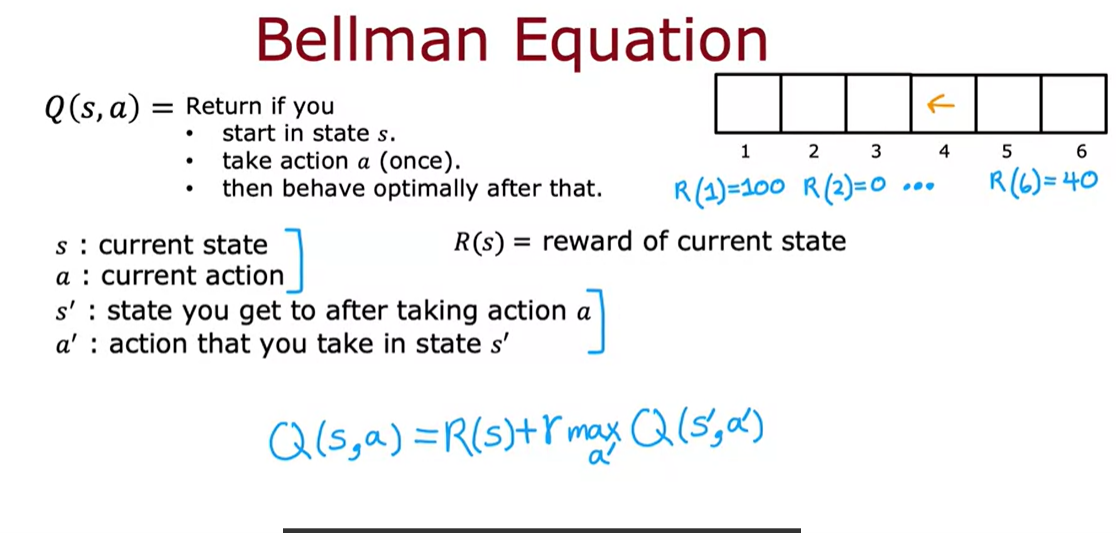 Bellman Equation
Q(s, a) = Return if you
• start in state s.
• take action a (once).
• then behave optimally after that.
←
1 2 3 4 5 6
R(1)=100 R(2)=0 ••• R(6)=40
s : current state
a : current action
R(s) = reward of current state
s′ : state you get to after taking action a
a′ : action that you take in state s′
Q(s,a) = R(s)+γ max Q(s′,a′)
a′